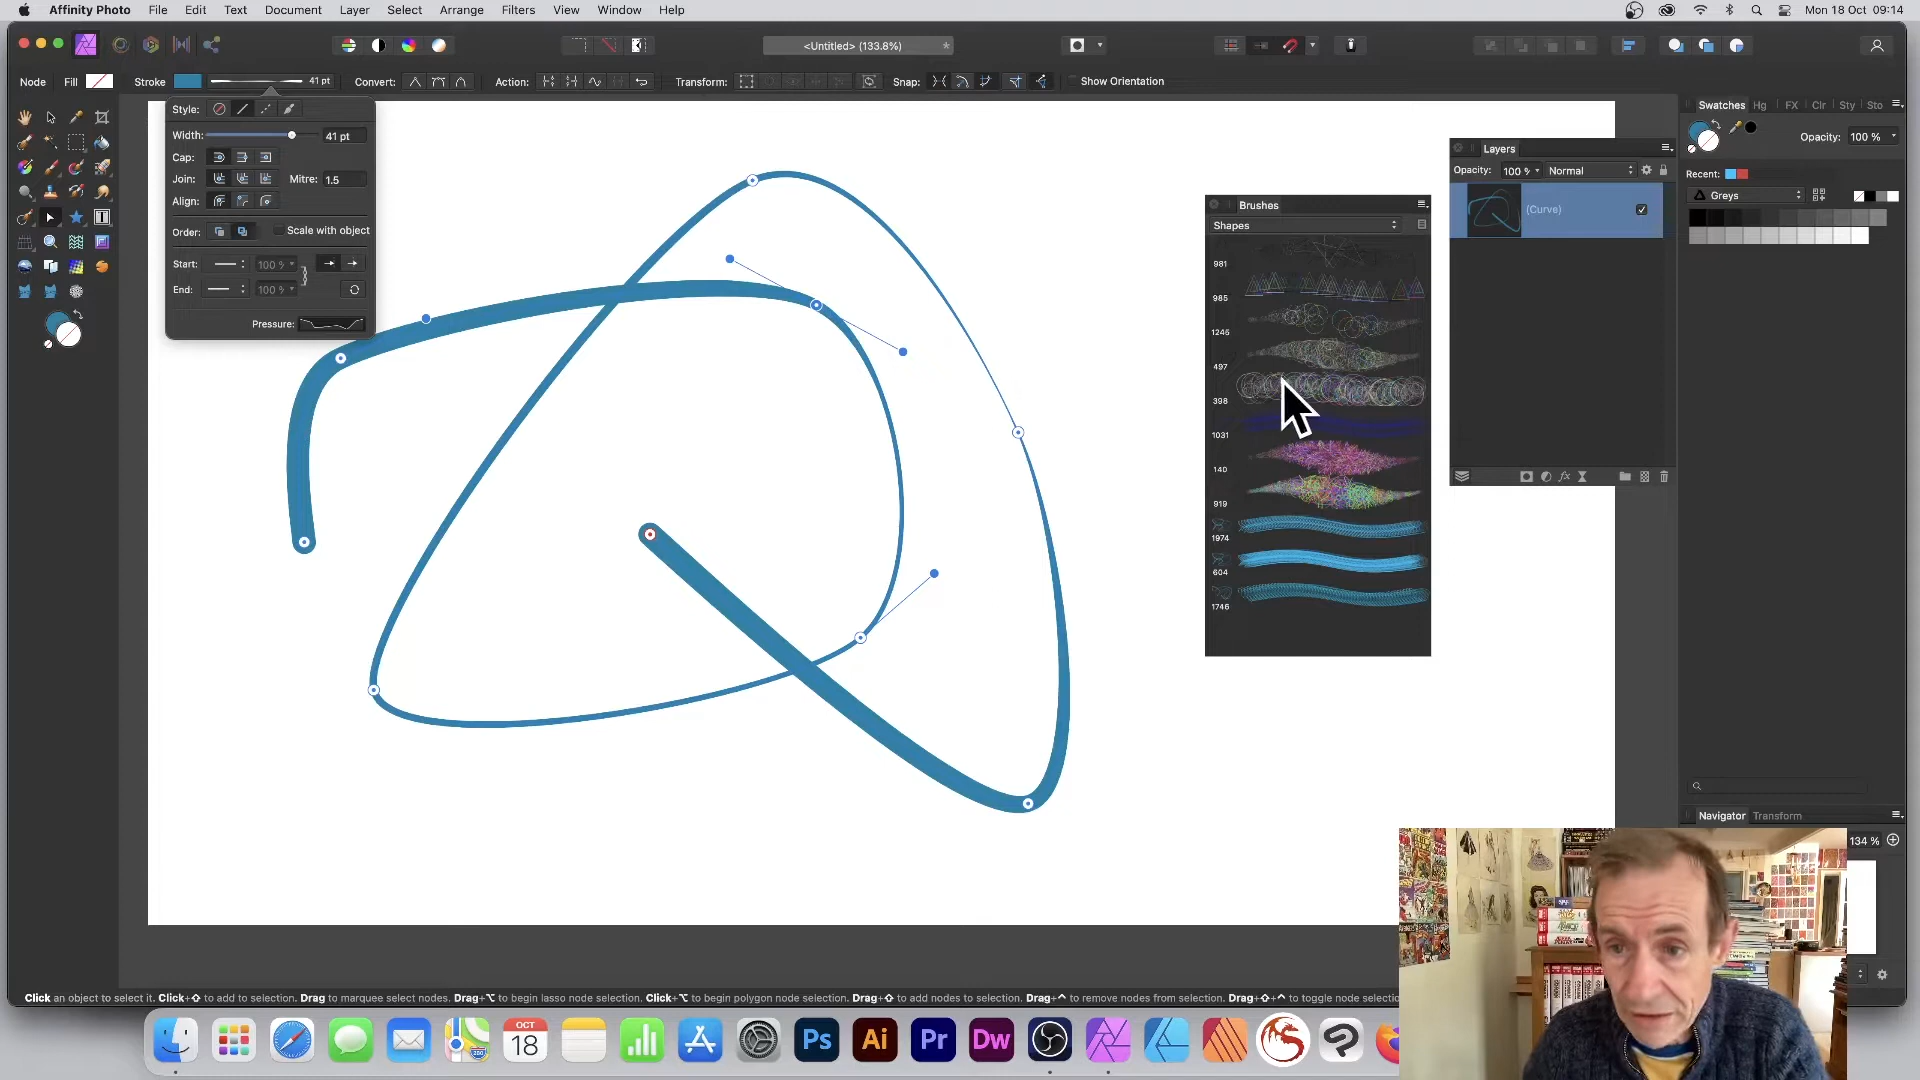 Affinity Photo File Edit Text Document Layer Select Arrange Filters View Window Help Mon 18 Oct 09:14
<Untitled> (133.8%)
Node Fill Stroke 41 pt Convert: Action: Transform: Snap: Show Orientation
Style:
Width: 41 pt
Cap:
Join: Mitre: 1.5
Align:
Order: Scale with object
Start: 100 %
End: 100 %
Pressure:
Brushes
Shapes
981
985
1246
497
398
1031
140
919
1974
604
1746
Layers
Opacity: 100 % Normal
(Curve)
Swatches Hg FX Clr Sty Sto
Opacity: 100 %
Recent:
Greys
Navigator Transform
134 %
Click an object to select it. Click+⇧ to add to selection. Drag to marquee select nodes. Drag+⌥ to begin lasso node selection. Click+⌥ to begin polygon node selection. Drag+⇧ to add nodes to selection. Drag+⌃ to remove nodes from selection. Drag+⇧+⌃ to toggle node selection
OCT
18
Ps
Ai
Pr
Dw